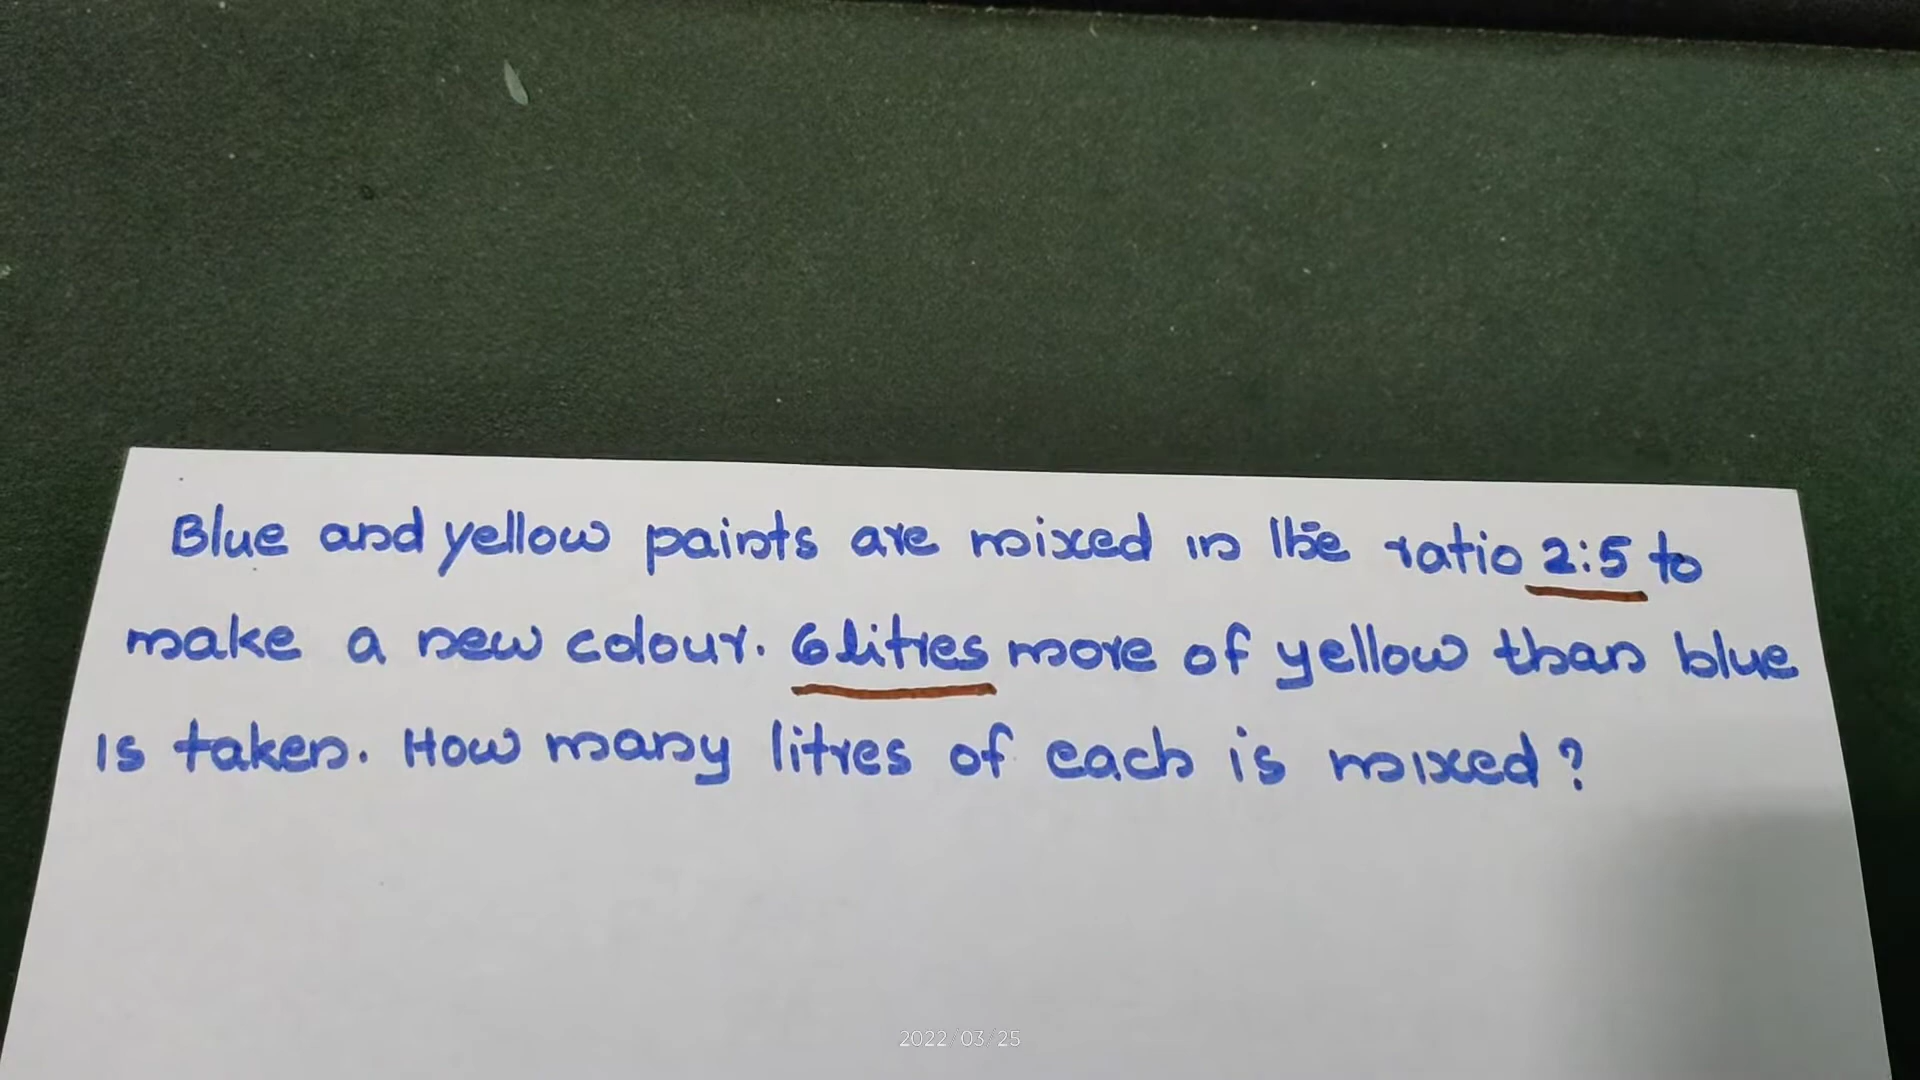 Blue and yellow paints are mixed in the ratio 2:5 to
make a new colour. 6 litres more of yellow than blue
is taken. How many litres of each is mixed?
2022/03/25